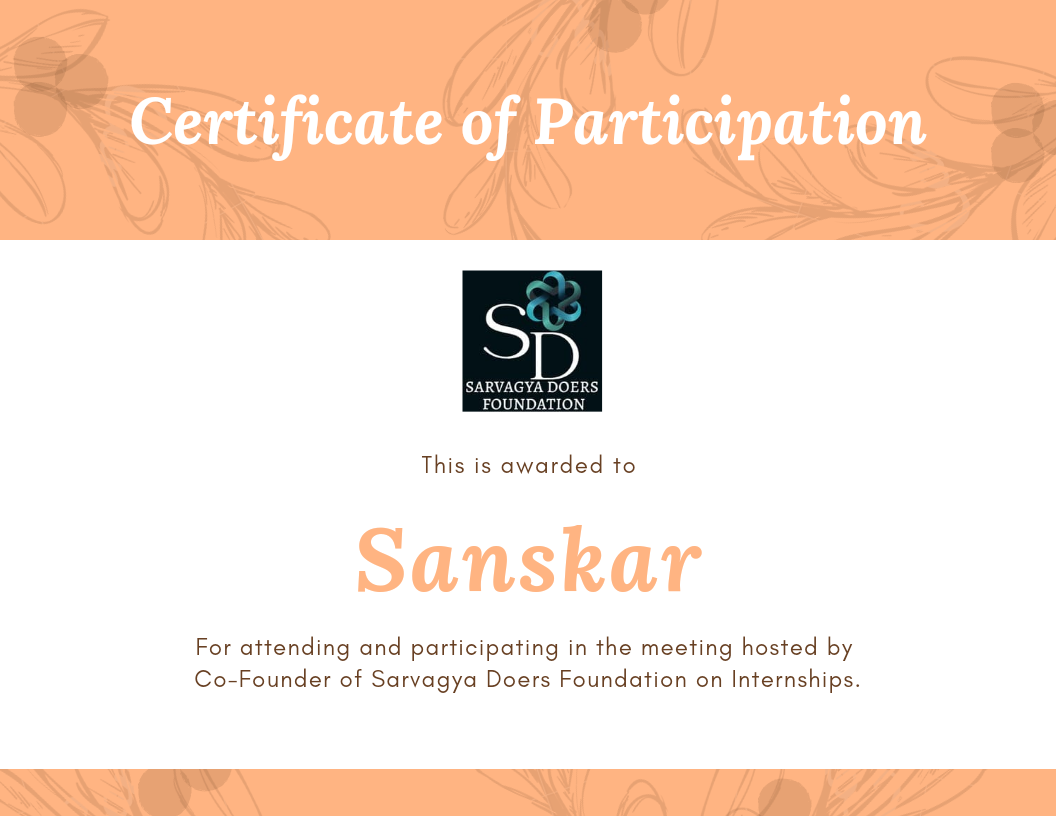 Certificate of Participation
SD
SARVAGYA DOERS
FOUNDATION
This is awarded to
Sanskar
For attending and participating in the meeting hosted by
Co-Founder of Sarvagya Doers Foundation on Internships.